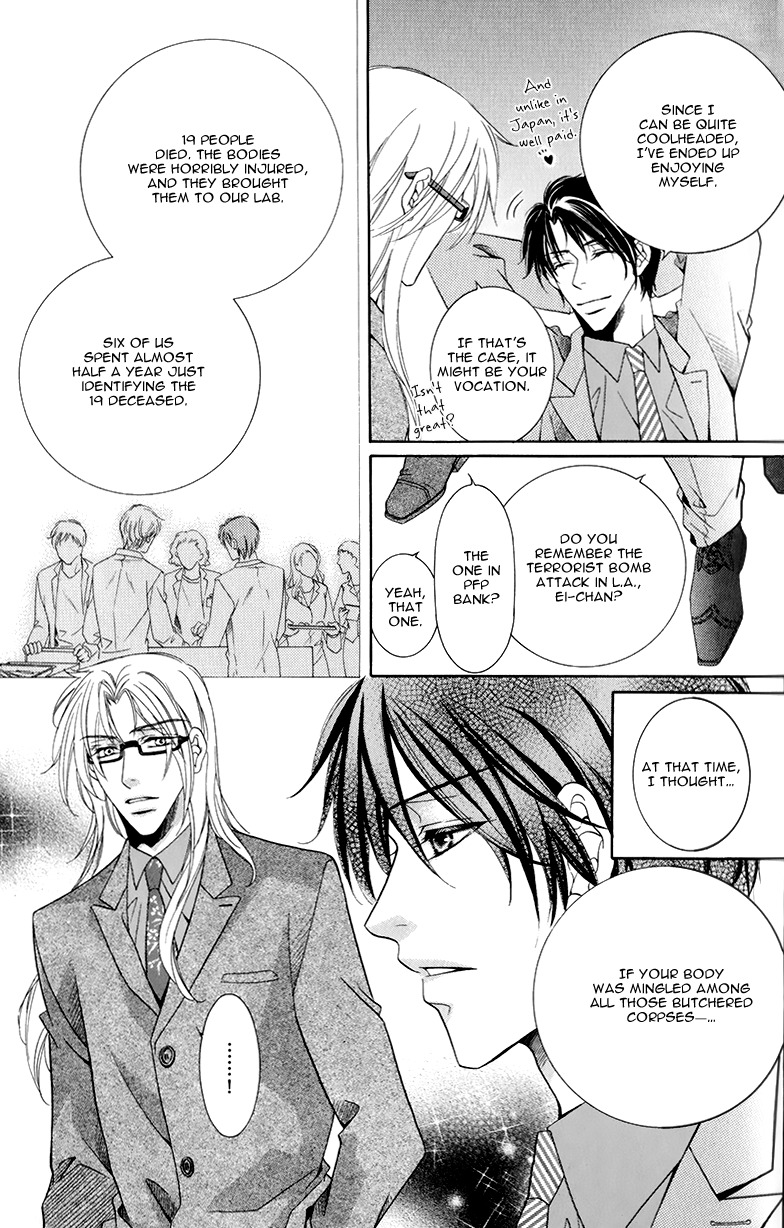 SINCE I
CAN BE QUITE
COOLHEADED,
I'VE ENDED UP
ENJOYING
MYSELF.
And
unlike in
Japan, it's
well paid.
IF THAT'S
THE CASE, IT
MIGHT BE YOUR
VOCATION.
Isn't
that
great?
DO YOU
REMEMBER THE
TERRORIST BOMB
ATTACK IN L.A.,
EI-CHAN?
THE
ONE IN
PFP
BANK?
YEAH,
THAT
ONE.
19 PEOPLE
DIED. THE BODIES
WERE HORRIBLY INJURED,
AND THEY BROUGHT
THEM TO OUR LAB.
SIX OF US
SPENT ALMOST
HALF A YEAR JUST
IDENTIFYING THE
19 DECEASED.
AT THAT TIME,
I THOUGHT...
IF YOUR BODY
WAS MINGLED AMONG
ALL THOSE BUTCHERED
CORPSES—...
......!